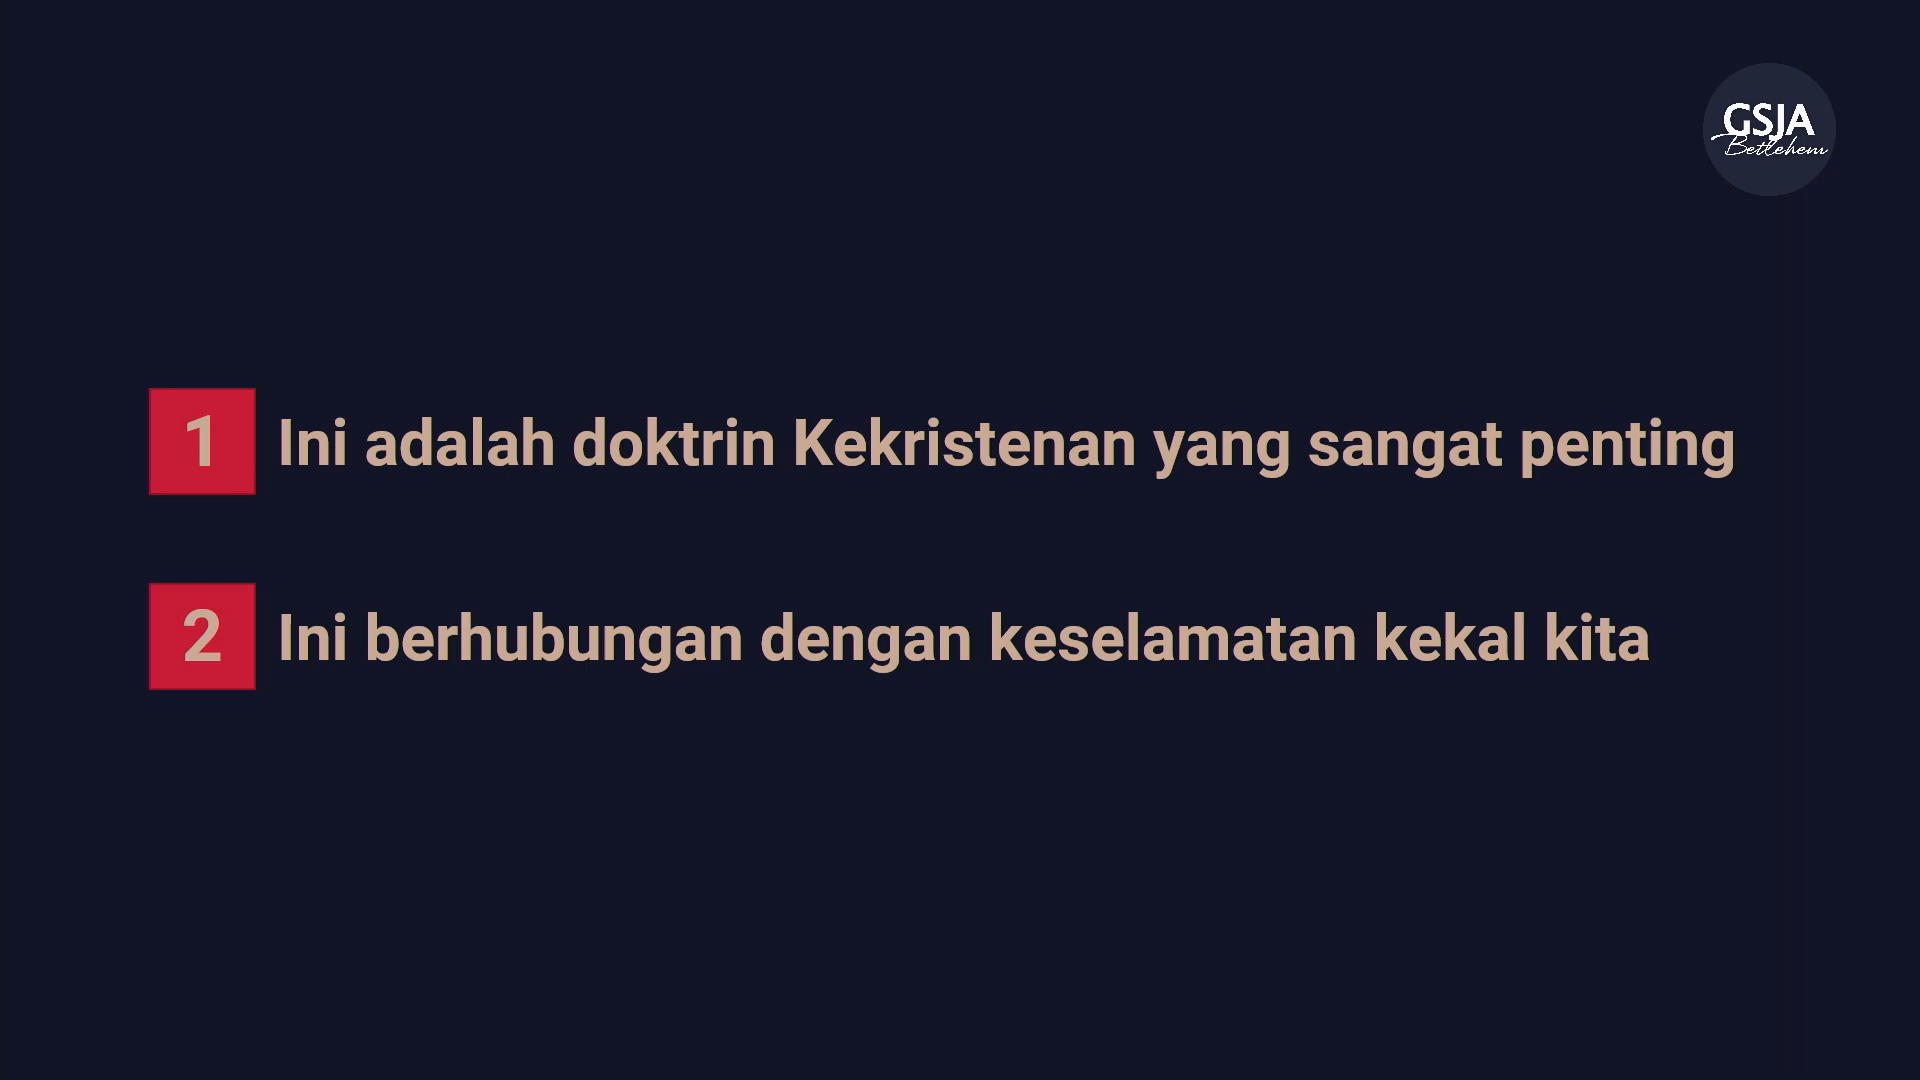 GSJA
Betlehem
1 Ini adalah doktrin Kekristenan yang sangat penting
2 Ini berhubungan dengan keselamatan kekal kita